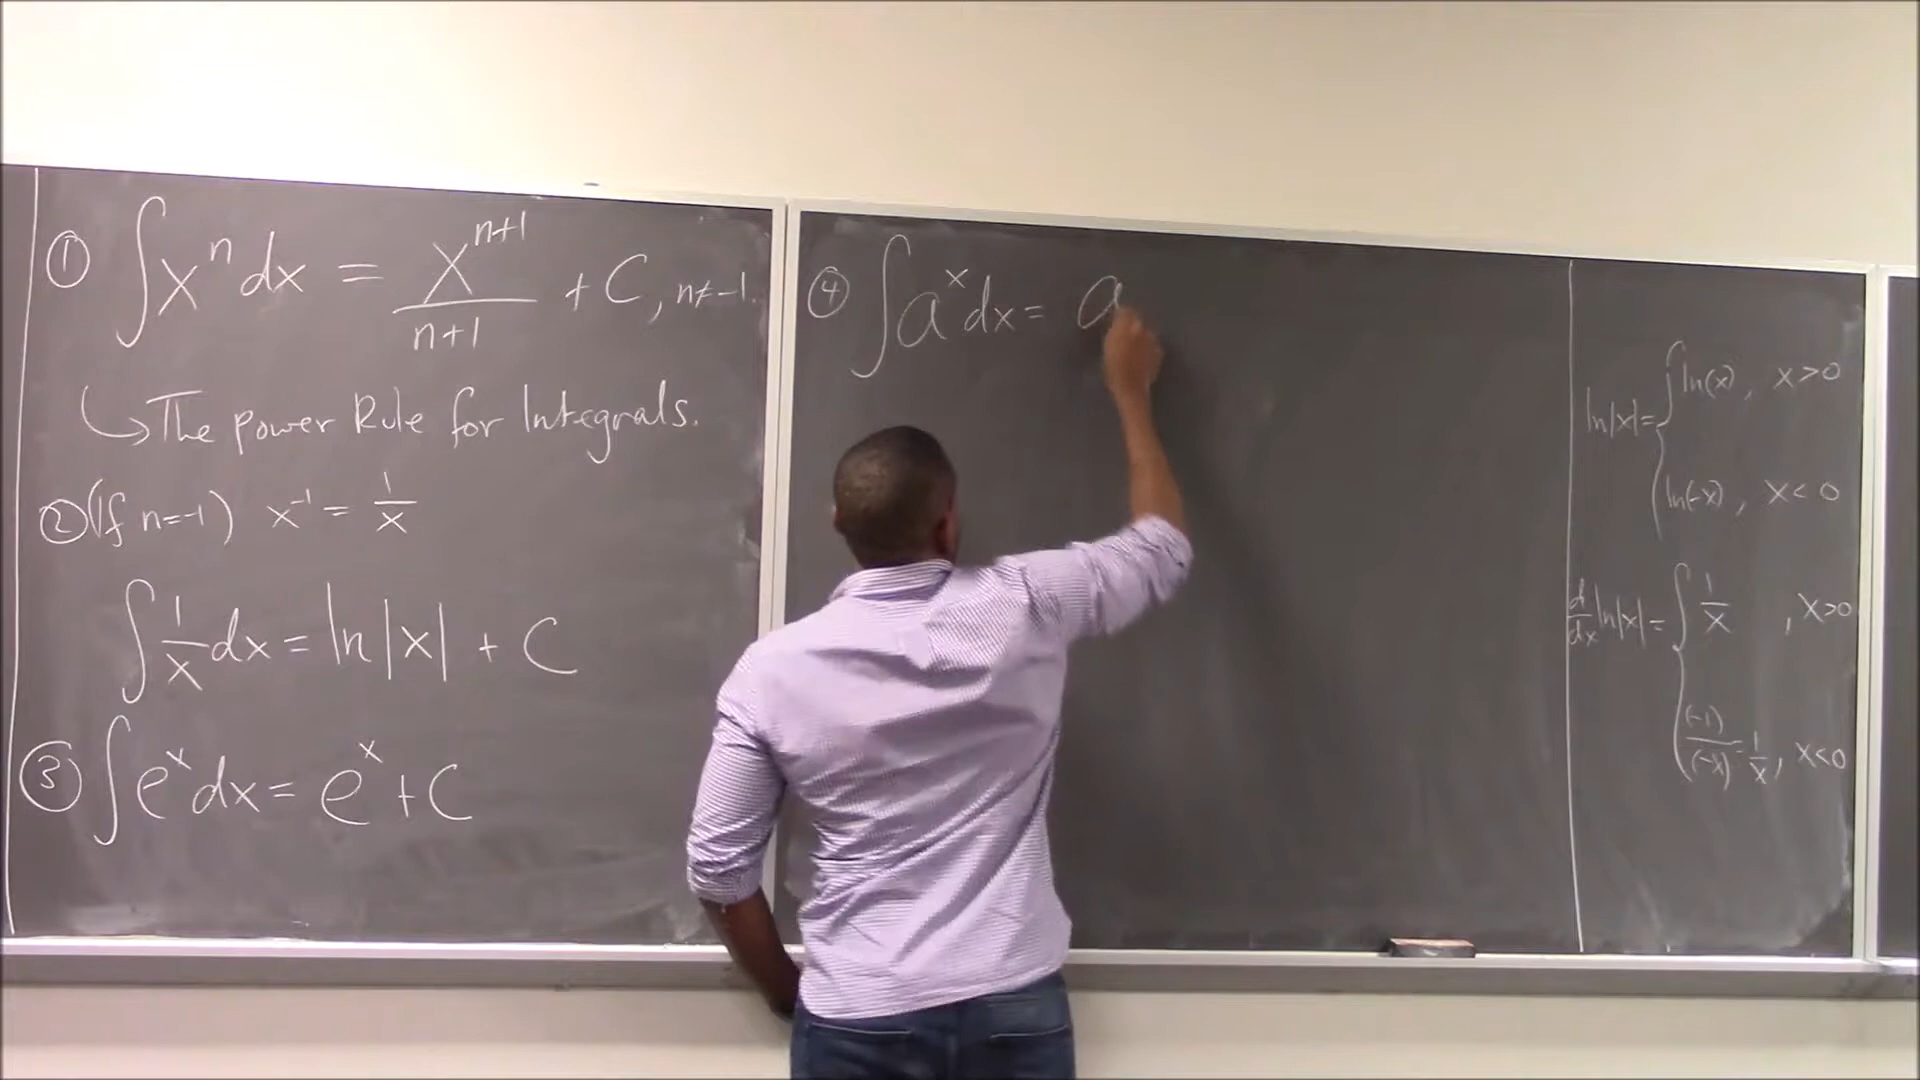 ① ∫xⁿdx = xⁿ⁺¹/n+1 + C, n≠-1.
↳ The power Rule for Integrals.
② (If n=-1) x⁻¹ = 1/x
∫1/x dx = ln|x| + C
③ ∫eˣdx = eˣ + C
④ ∫aˣdx = a
ln|x| = { ln(x), x>0
ln(-x), x<0
d/dx ln|x| = { 1/x, x>0
(-1)/(-x) = 1/x, x<0